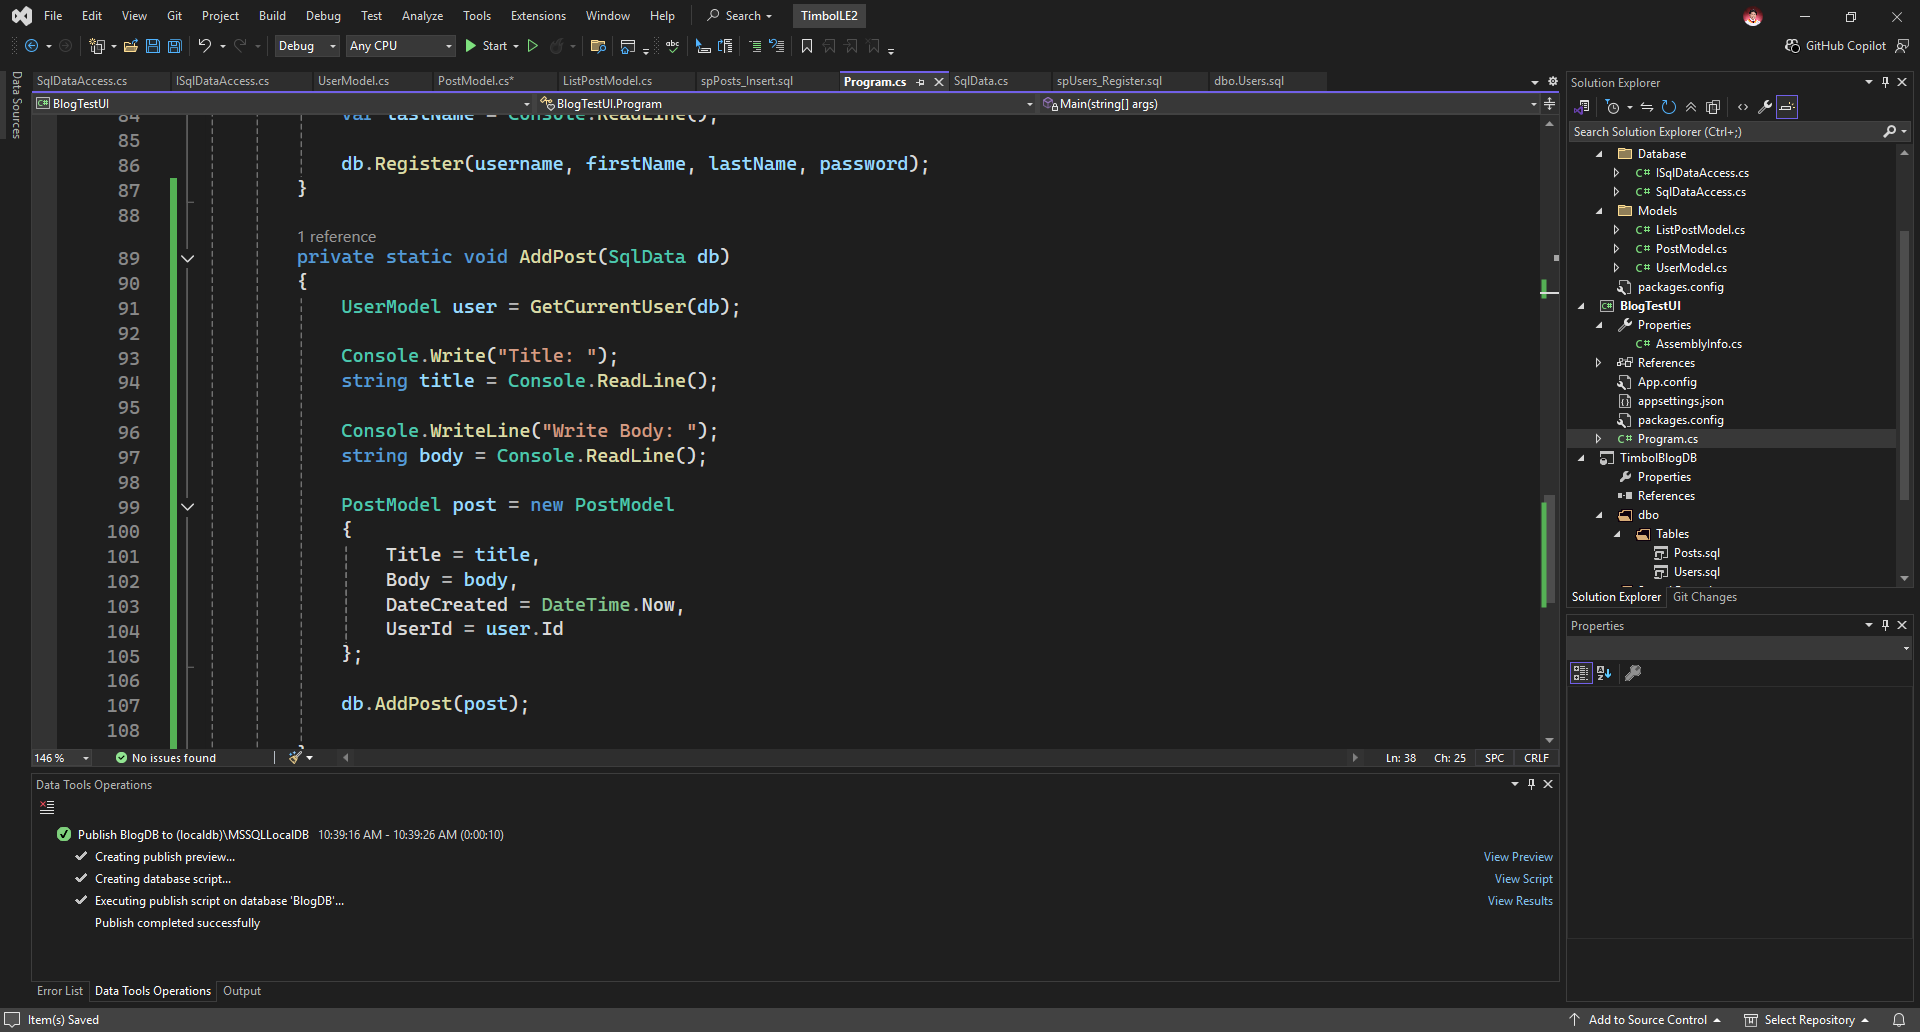 File Edit View Git Project Build Debug Test Analyze Tools Extensions Window Help Search TimbolLE2
Debug Any CPU Start GitHub Copilot
Data Sources
SqlDataAccess.cs ISqlDataAccess.cs UserModel.cs PostModel.cs* ListPostModel.cs spPosts_Insert.sql Program.cs SqlData.cs spUsers_Register.sql dbo.Users.sql
BlogTestUI BlogTestUI.Program Main(string[] args)
84 var lastName = Console.ReadLine();
85
86 db.Register(username, firstName, lastName, password);
87 }
88
1 reference
89 private static void AddPost(SqlData db)
90 {
91 UserModel user = GetCurrentUser(db);
92
93 Console.Write("Title: ");
94 string title = Console.ReadLine();
95
96 Console.WriteLine("Write Body: ");
97 string body = Console.ReadLine();
98
99 PostModel post = new PostModel
100 {
101 Title = title,
102 Body = body,
103 DateCreated = DateTime.Now,
104 UserId = user.Id
105 };
106
107 db.AddPost(post);
108
146 % No issues found Ln: 38 Ch: 25 SPC CRLF
Data Tools Operations
Publish BlogDB to (localdb)\MSSQLLocalDB 10:39:16 AM - 10:39:26 AM (0:00:10)
Creating publish preview... View Preview
Creating database script... View Script
Executing publish script on database 'BlogDB'... View Results
Publish completed successfully
Error List Data Tools Operations Output
Solution Explorer
Search Solution Explorer (Ctrl+;)
Database
C# ISqlDataAccess.cs
C# SqlDataAccess.cs
Models
C# ListPostModel.cs
C# PostModel.cs
C# UserModel.cs
packages.config
C# BlogTestUI
Properties
C# AssemblyInfo.cs
References
App.config
appsettings.json
packages.config
C# Program.cs
TimbolBlogDB
Properties
References
dbo
Tables
Posts.sql
Users.sql
Solution Explorer Git Changes
Properties
Item(s) Saved Add to Source Control Select Repository